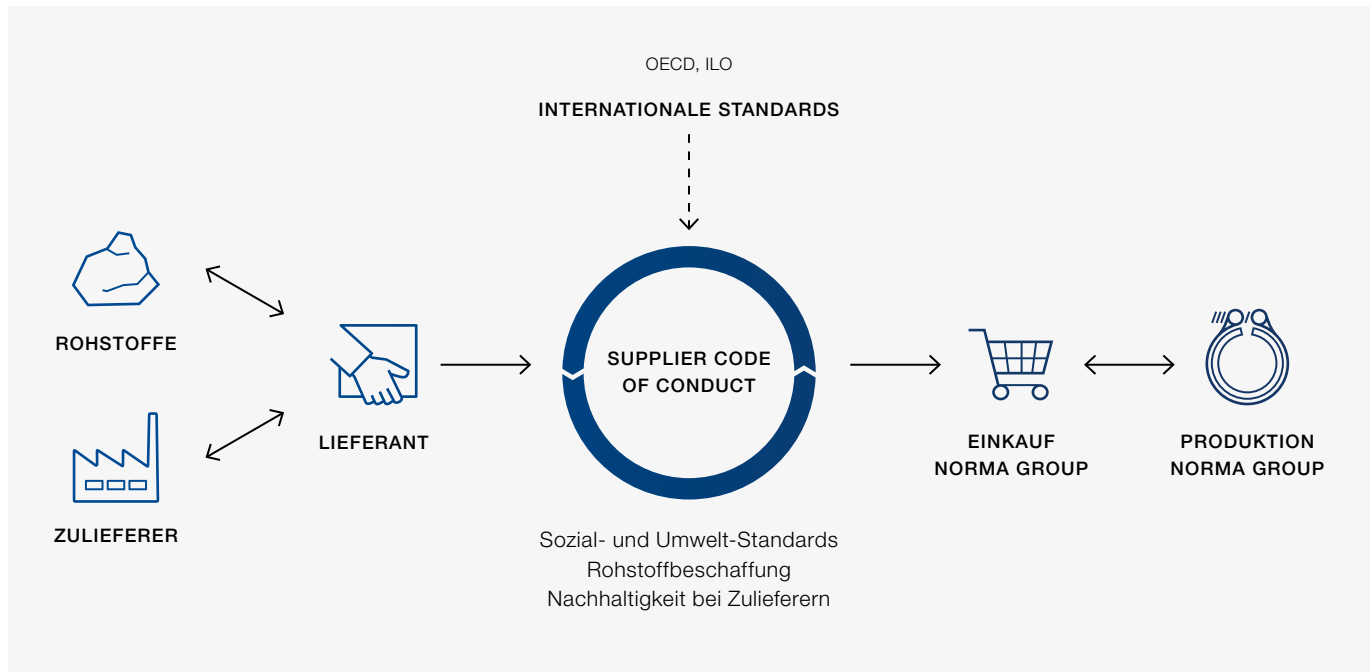 OECD, ILO
INTERNATIONALE STANDARDS
ROHSTOFFE
ZULIEFERER
LIEFERANT
SUPPLIER CODE
OF CONDUCT
Sozial- und Umwelt-Standards
Rohstoffbeschaffung
Nachhaltigkeit bei Zulieferern
EINKAUF
NORMA GROUP
PRODUKTION
NORMA GROUP